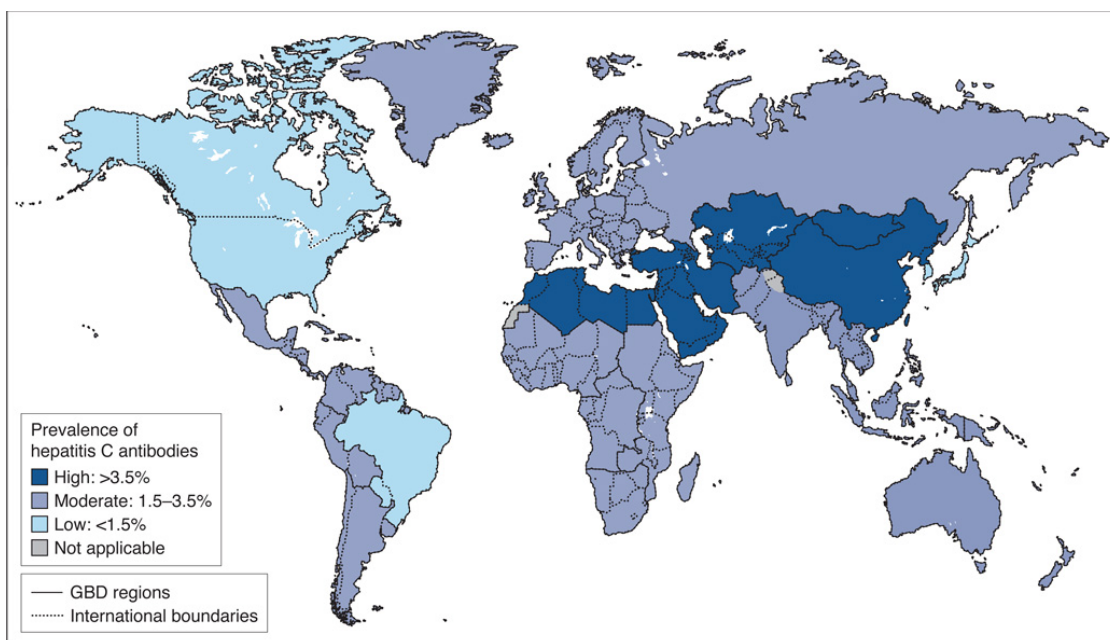 Prevalence of
hepatitis C antibodies
High: >3.5%
Moderate: 1.5–3.5%
Low: <1.5%
Not applicable
GBD regions
International boundaries